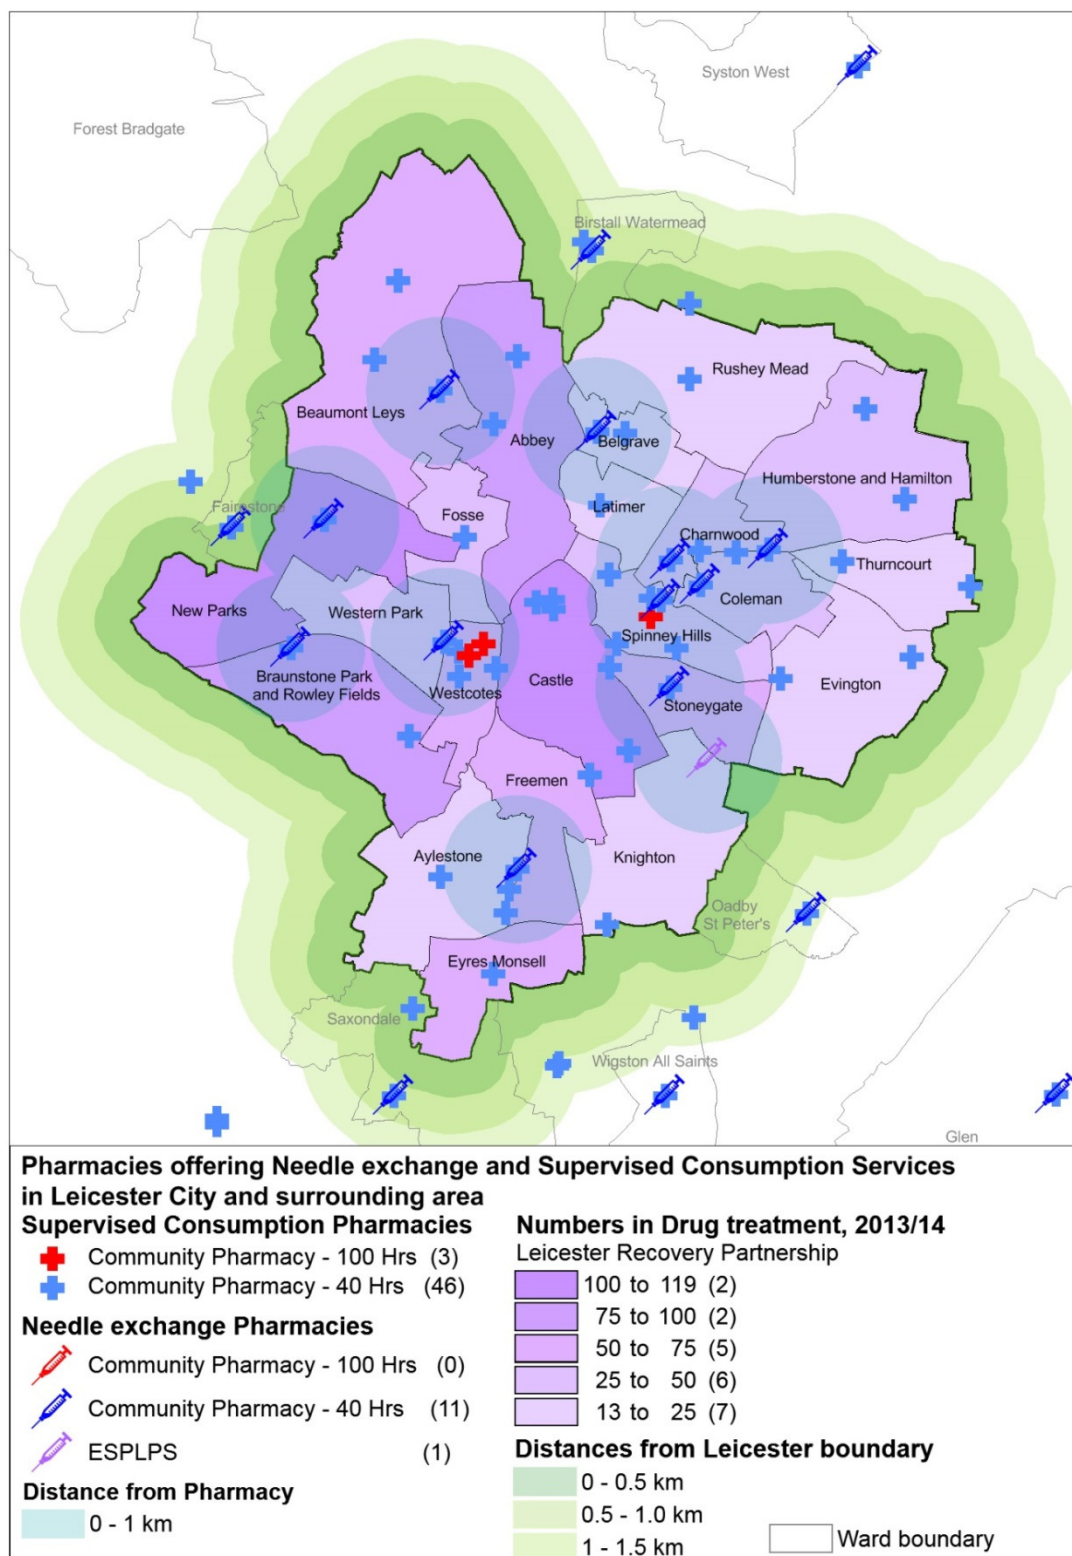 Syston West
Forest Bradgate
Birstall Watermead
Rushey Mead
Beaumont Leys
Abbey
Belgrave
Humberstone and Hamilton
Latimer
Fosse
Charnwood
Thurncourt
New Parks
Western Park
Coleman
Spinney Hills
Braunstone Park
and Rowley Fields
Westcotes
Castle
Evington
Stoneygate
Freemen
Aylestone
Knighton
Oadby
St Peter's
Eyres Monsell
Saxondale
Wigston All Saints
Glen
Pharmacies offering Needle exchange and Supervised Consumption Services
in Leicester City and surrounding area
Supervised Consumption Pharmacies
Community Pharmacy - 100 Hrs (3)
Community Pharmacy - 40 Hrs (46)
Needle exchange Pharmacies
Community Pharmacy - 100 Hrs (0)
Community Pharmacy - 40 Hrs (11)
ESPLPS (1)
Distance from Pharmacy
0 - 1 km
Numbers in Drug treatment, 2013/14
Leicester Recovery Partnership
100 to 119 (2)
75 to 100 (2)
50 to 75 (5)
25 to 50 (6)
13 to 25 (7)
Distances from Leicester boundary
0 - 0.5 km
0.5 - 1.0 km
1 - 1.5 km
Ward boundary